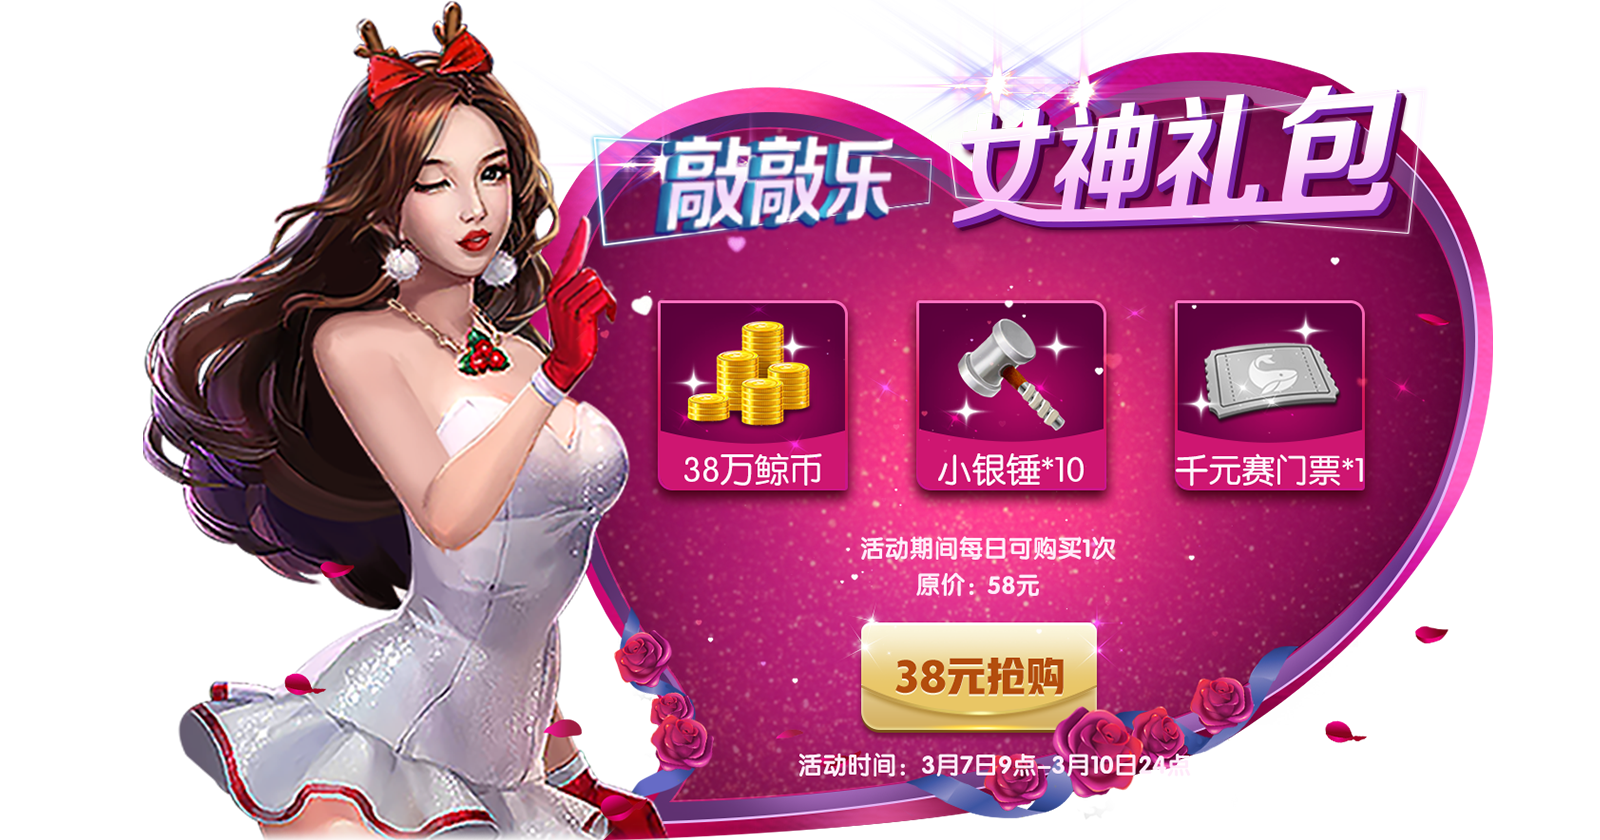 敲敲乐
女神礼包
38万鲸币
小银锤*10
千元赛门票*1
活动期间每日可购买1次
原价：58元
38元抢购
活动时间：3月7日9点-3月10日24点